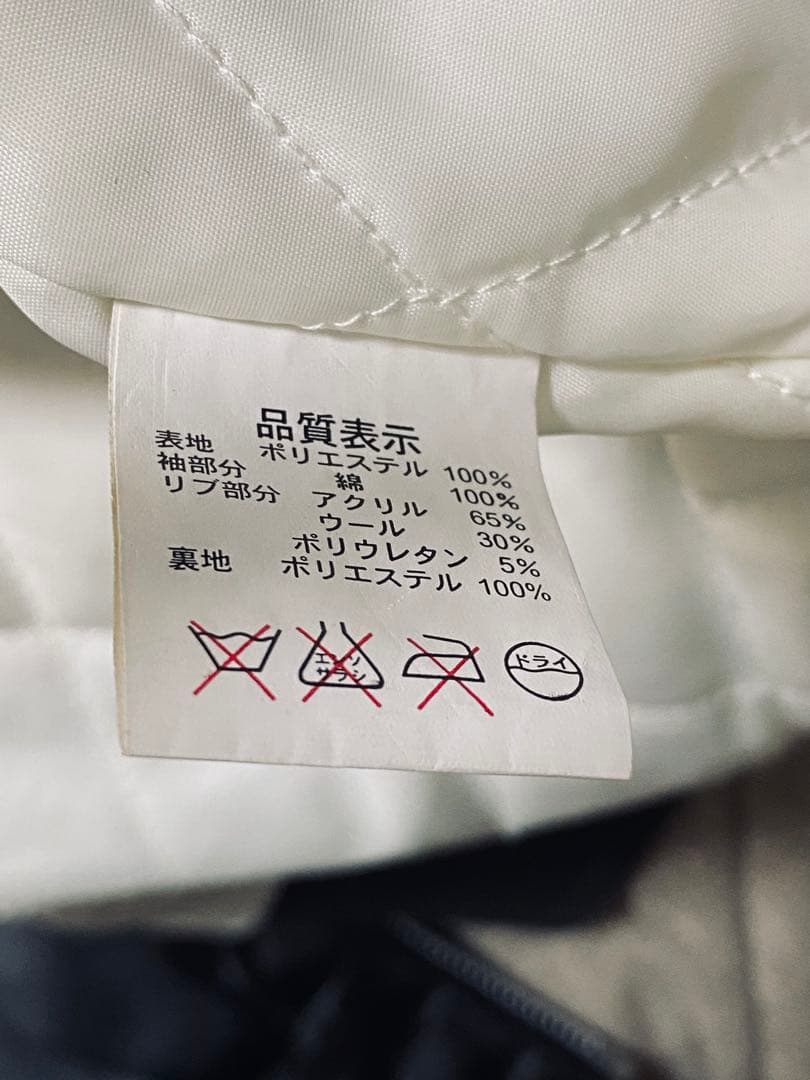 品質表示
表地 ポリエステル 100%
袖部分 綿 100%
リブ部分 アクリル 65%
ウール 30%
ポリウレタン 5%
裏地 ポリエステル 100%
エンソ
サラシ
ドライ